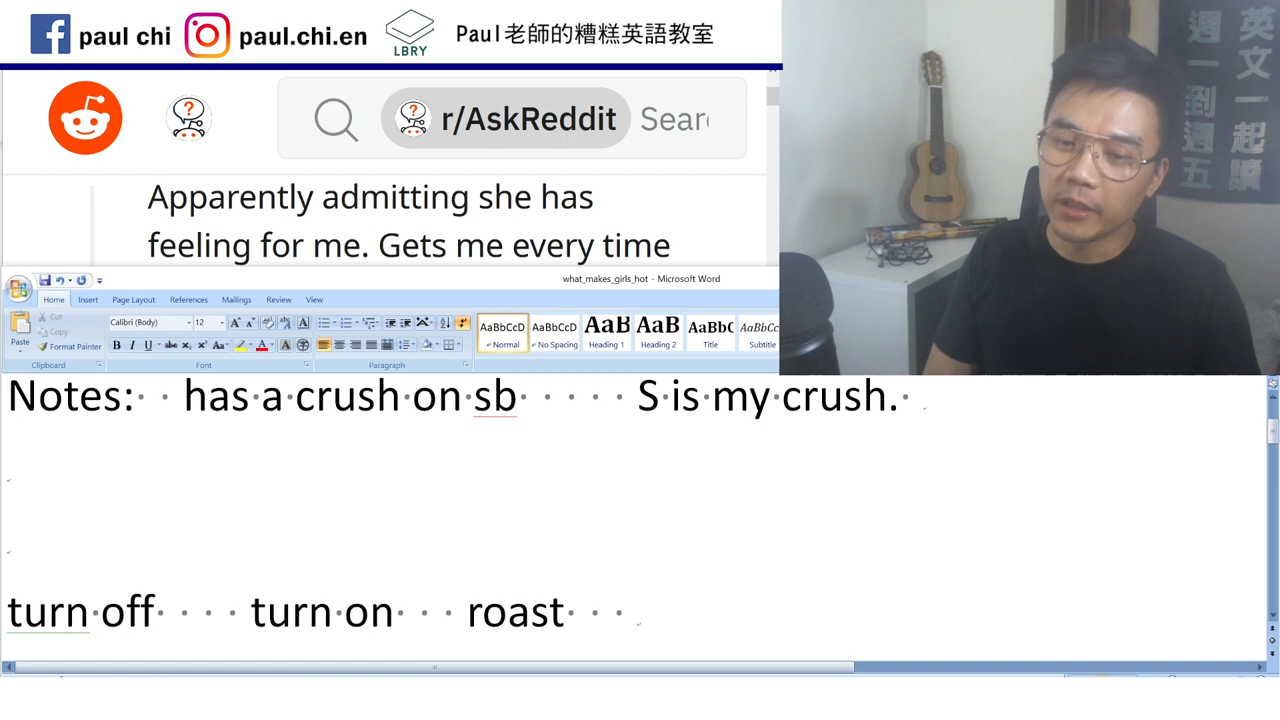 paul chi
paul.chi.en
LBRY
Paul老師的糟糕英語教室
英文一起讀
週一到週五
r/AskReddit
Sear
Apparently admitting she has
feeling for me. Gets me every time
what_makes_girls_hot - Microsoft Word
Home Insert Page Layout References Mailings Review View
Paste
Cut
Copy
Format Painter
Calibri (Body) 12
AaBbCcD AaBbCcD AaBb AaB AaBbC AaBbCc
Normal No Spacing Heading 1 Heading 2 Title Subtitle
Clipboard Font Paragraph
Notes: has a crush on sb S is my crush.
turn off turn on roast